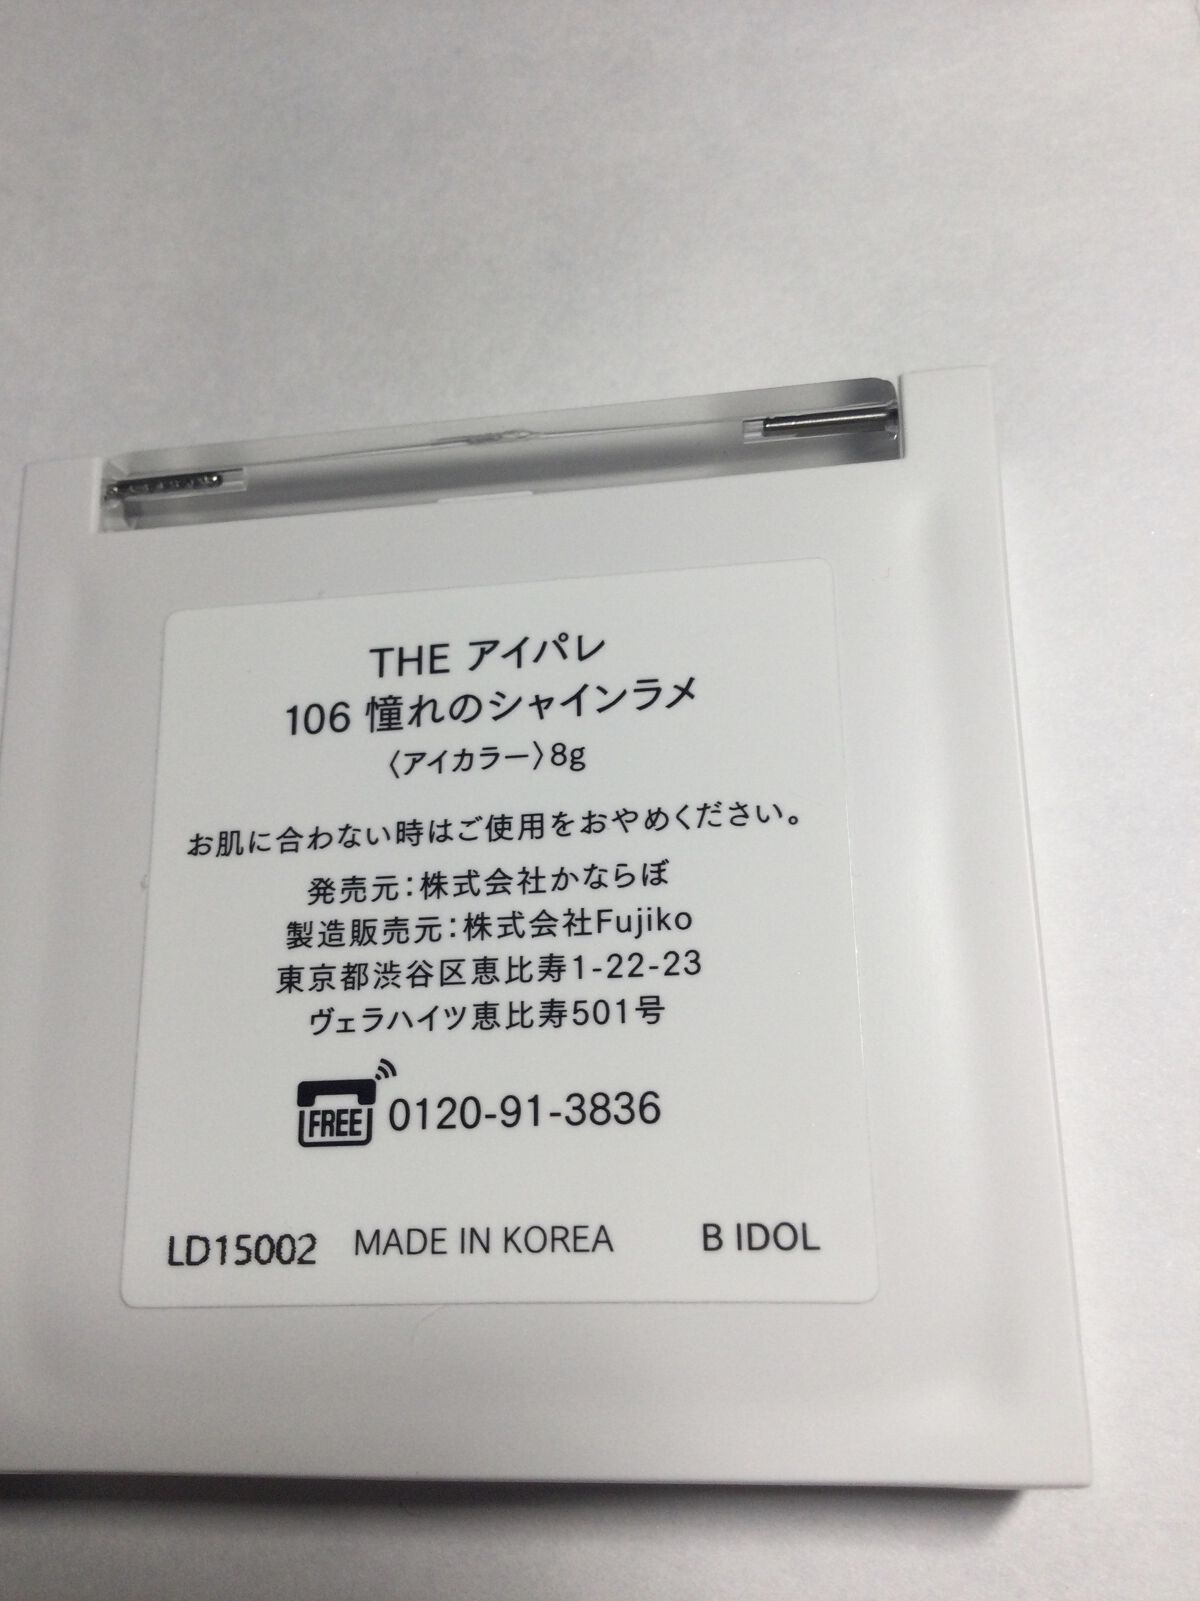 THE アイパレ
106 憧れのシャインラメ
〈アイカラー〉8g
お肌に合わない時はご使用をおやめください。
発売元：株式会社かならぼ
製造販売元：株式会社Fujiko
東京都渋谷区恵比寿1-22-23
ヴェラハイツ恵比寿501号
FREE 0120-91-3836
LD15002 MADE IN KOREA B IDOL